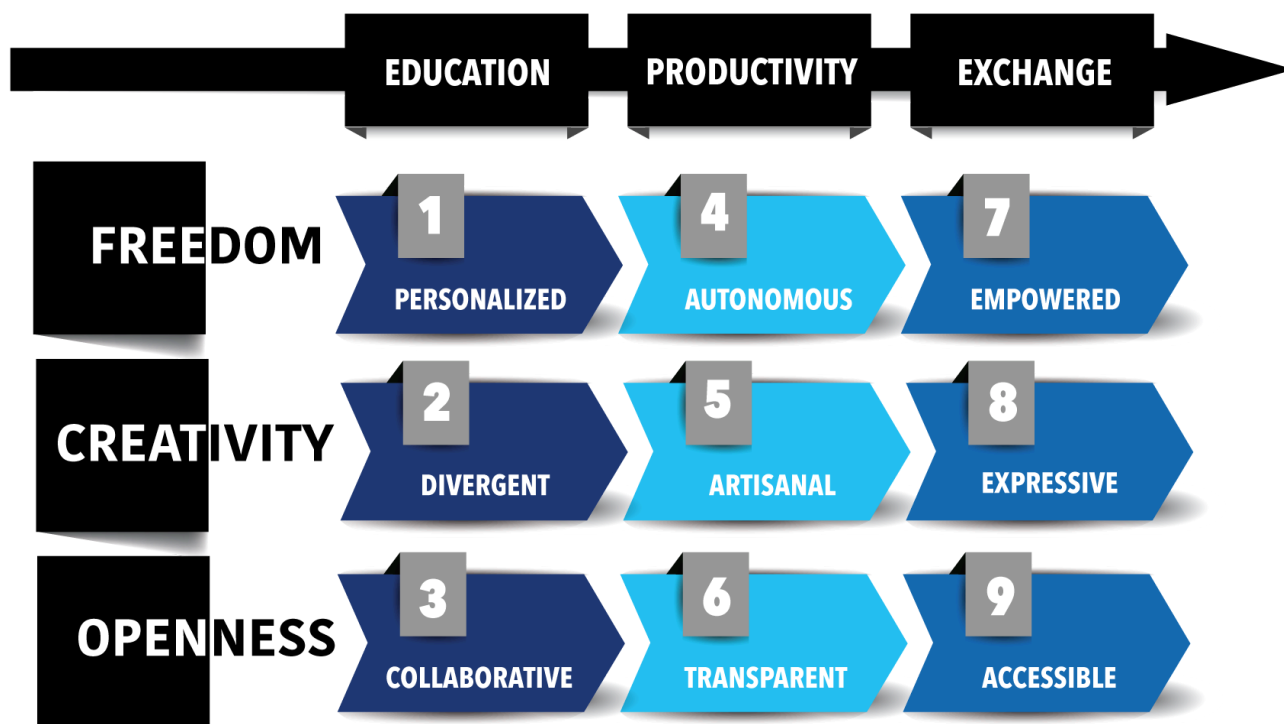 EDUCATION PRODUCTIVITY EXCHANGE
FREEDOM
1 4 7
PERSONALIZED AUTONOMOUS EMPOWERED
CREATIVITY
2 5 8
DIVERGENT ARTISANAL EXPRESSIVE
OPENNESS
3 6 9
COLLABORATIVE TRANSPARENT ACCESSIBLE